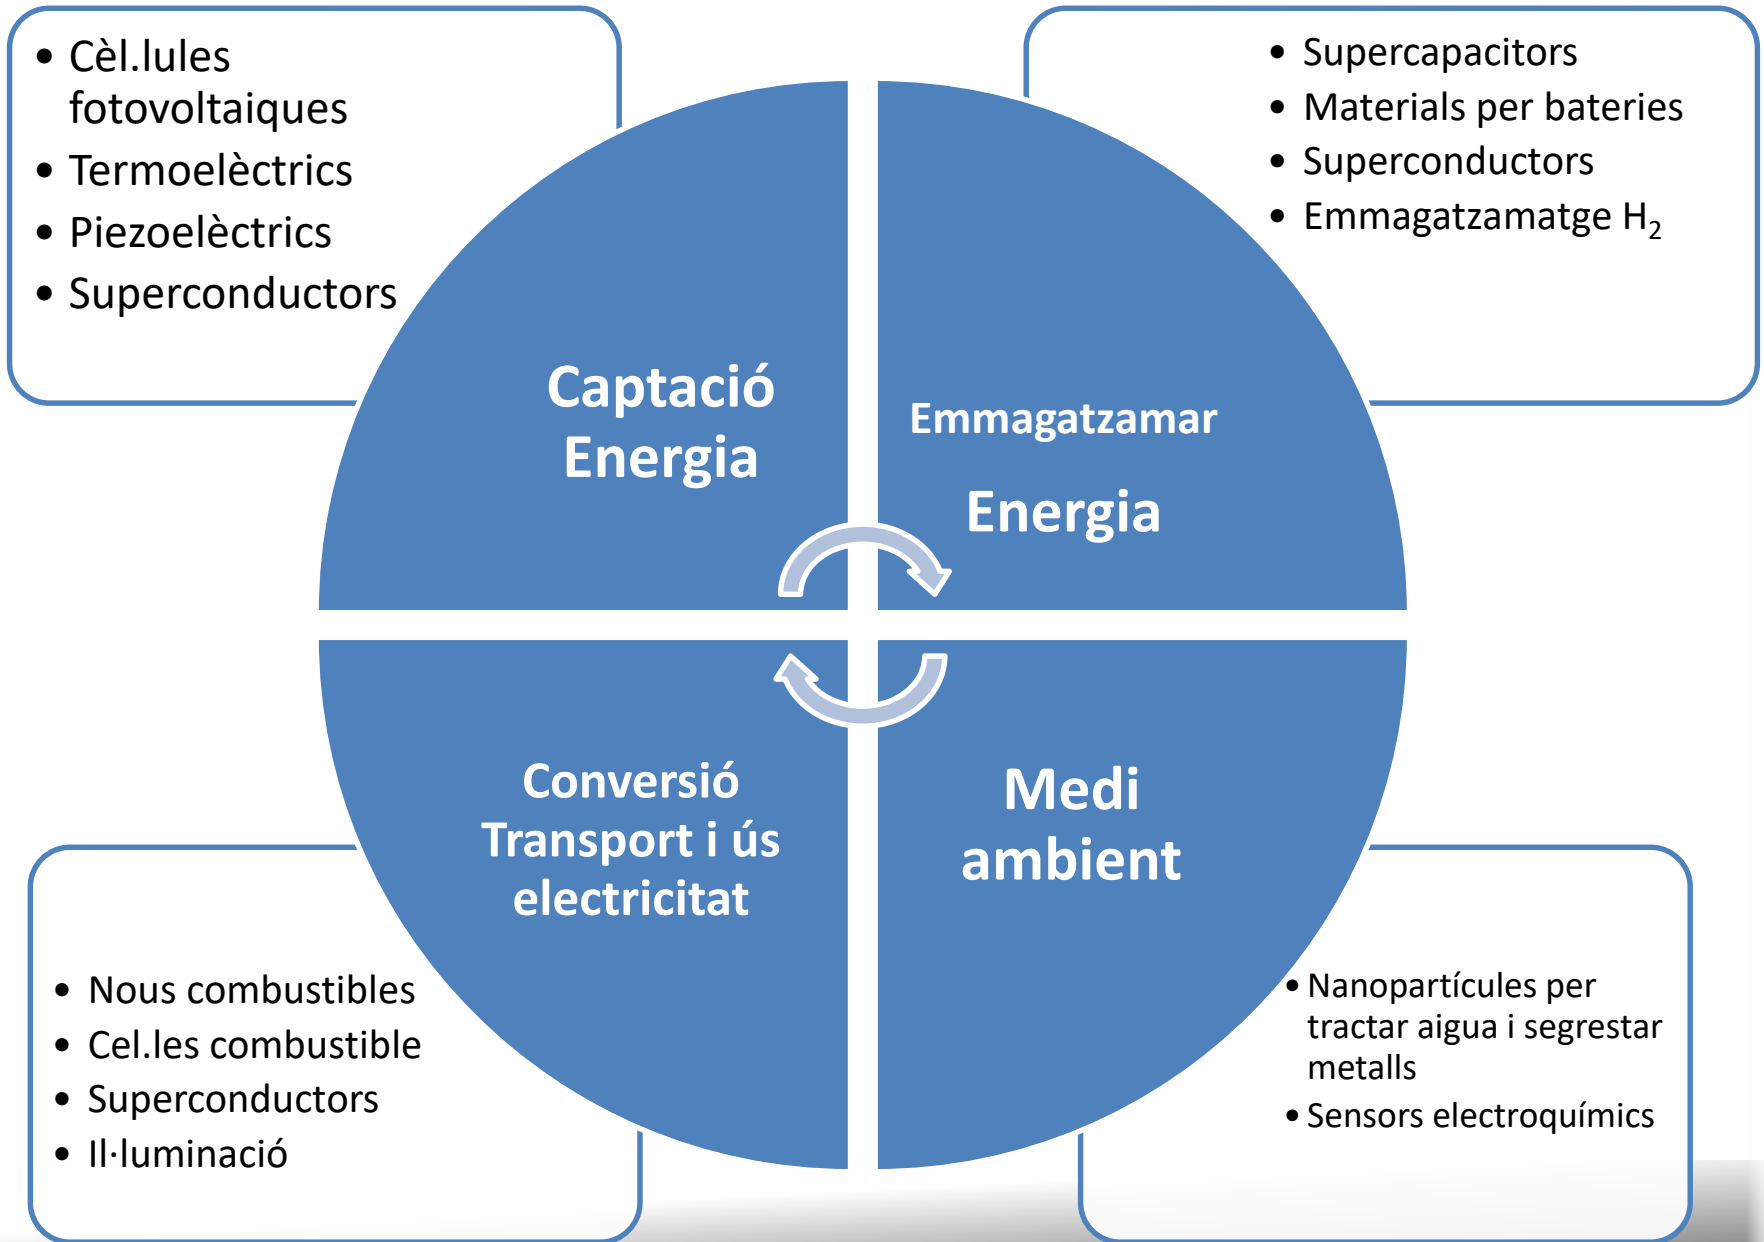 • Cèl.lules
fotovoltaiques
• Termoelèctrics
• Piezoelèctrics
• Superconductors
• Supercapacitors
• Materials per bateries
• Superconductors
• Emmagatzamatge H₂
Captació
Energia
Emmagatzamar
Energia
Conversió
Transport i ús
electricitat
Medi
ambient
• Nous combustibles
• Cel.les combustible
• Superconductors
• Il·luminació
• Nanopartícules per
tractar aigua i segrestar
metalls
• Sensors electroquímics